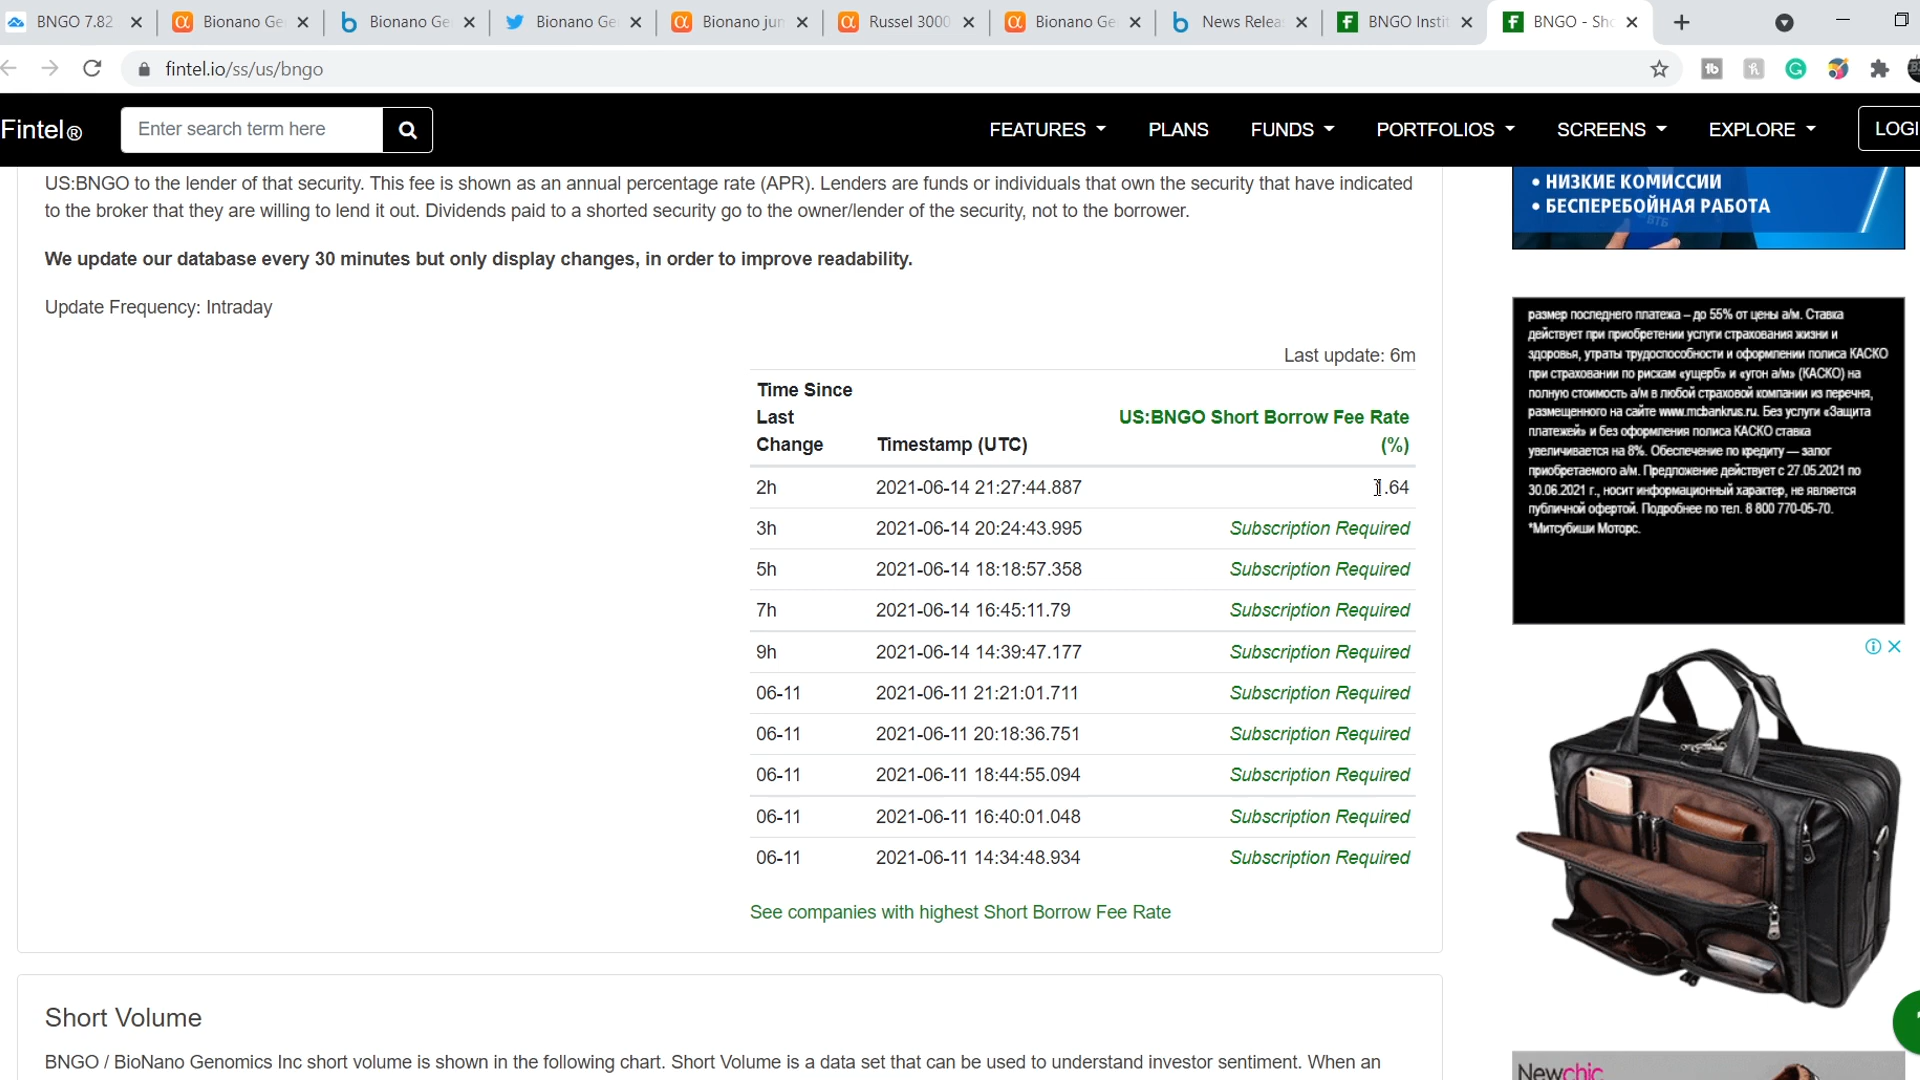 BNGO 7.82
Bionano Ge
Bionano Ge
Bionano Ge
Bionano jun
Russel 3000
Bionano Ge
News Relea
BNGO Instit
BNGO - Sho
fintel.io/ss/us/bngo
Fintel®
Enter search term here
FEATURES
PLANS
FUNDS
PORTFOLIOS
SCREENS
EXPLORE
LOGI
US:BNGO to the lender of that security. This fee is shown as an annual percentage rate (APR). Lenders are funds or individuals that own the security that have indicated
to the broker that they are willing to lend it out. Dividends paid to a shorted security go to the owner/lender of the security, not to the borrower.
We update our database every 30 minutes but only display changes, in order to improve readability.
Update Frequency: Intraday
Last update: 6m
Time Since
Last
Change
Timestamp (UTC)
US:BNGO Short Borrow Fee Rate
(%)
2h 2021-06-14 21:27:44.887 .64
3h 2021-06-14 20:24:43.995 Subscription Required
5h 2021-06-14 18:18:57.358 Subscription Required
7h 2021-06-14 16:45:11.79 Subscription Required
9h 2021-06-14 14:39:47.177 Subscription Required
06-11 2021-06-11 21:21:01.711 Subscription Required
06-11 2021-06-11 20:18:36.751 Subscription Required
06-11 2021-06-11 18:44:55.094 Subscription Required
06-11 2021-06-11 16:40:01.048 Subscription Required
06-11 2021-06-11 14:34:48.934 Subscription Required
See companies with highest Short Borrow Fee Rate
Short Volume
BNGO / BioNano Genomics Inc short volume is shown in the following chart. Short Volume is a data set that can be used to understand investor sentiment. When an
• НИЗКИЕ КОМИССИИ
• БЕСПЕРЕБОЙНАЯ РАБОТА
ВТБ
размер последнего платежа – до 55% от цены а/м. Ставка
действует при приобретении услуги страхования жизни и
здоровья, утраты трудоспособности и оформлении полиса КАСКО
при страховании по рискам «ущерб» и «угон а/м» (КАСКО) на
полную стоимость а/м в любой страховой компании из перечня,
размещенного на сайте www.mcbankrus.ru. Без услуги «Защита
платежей» и без оформления полиса КАСКО ставка
увеличивается на 8%. Обеспечение по кредиту — залог
приобретаемого а/м. Предложение действует с 27.05.2021 по
30.06.2021 г., носит информационный характер, не является
публичной офертой. Подробнее по тел. 8 800 770-05-70.
*Митсубиши Моторс.
Newchic